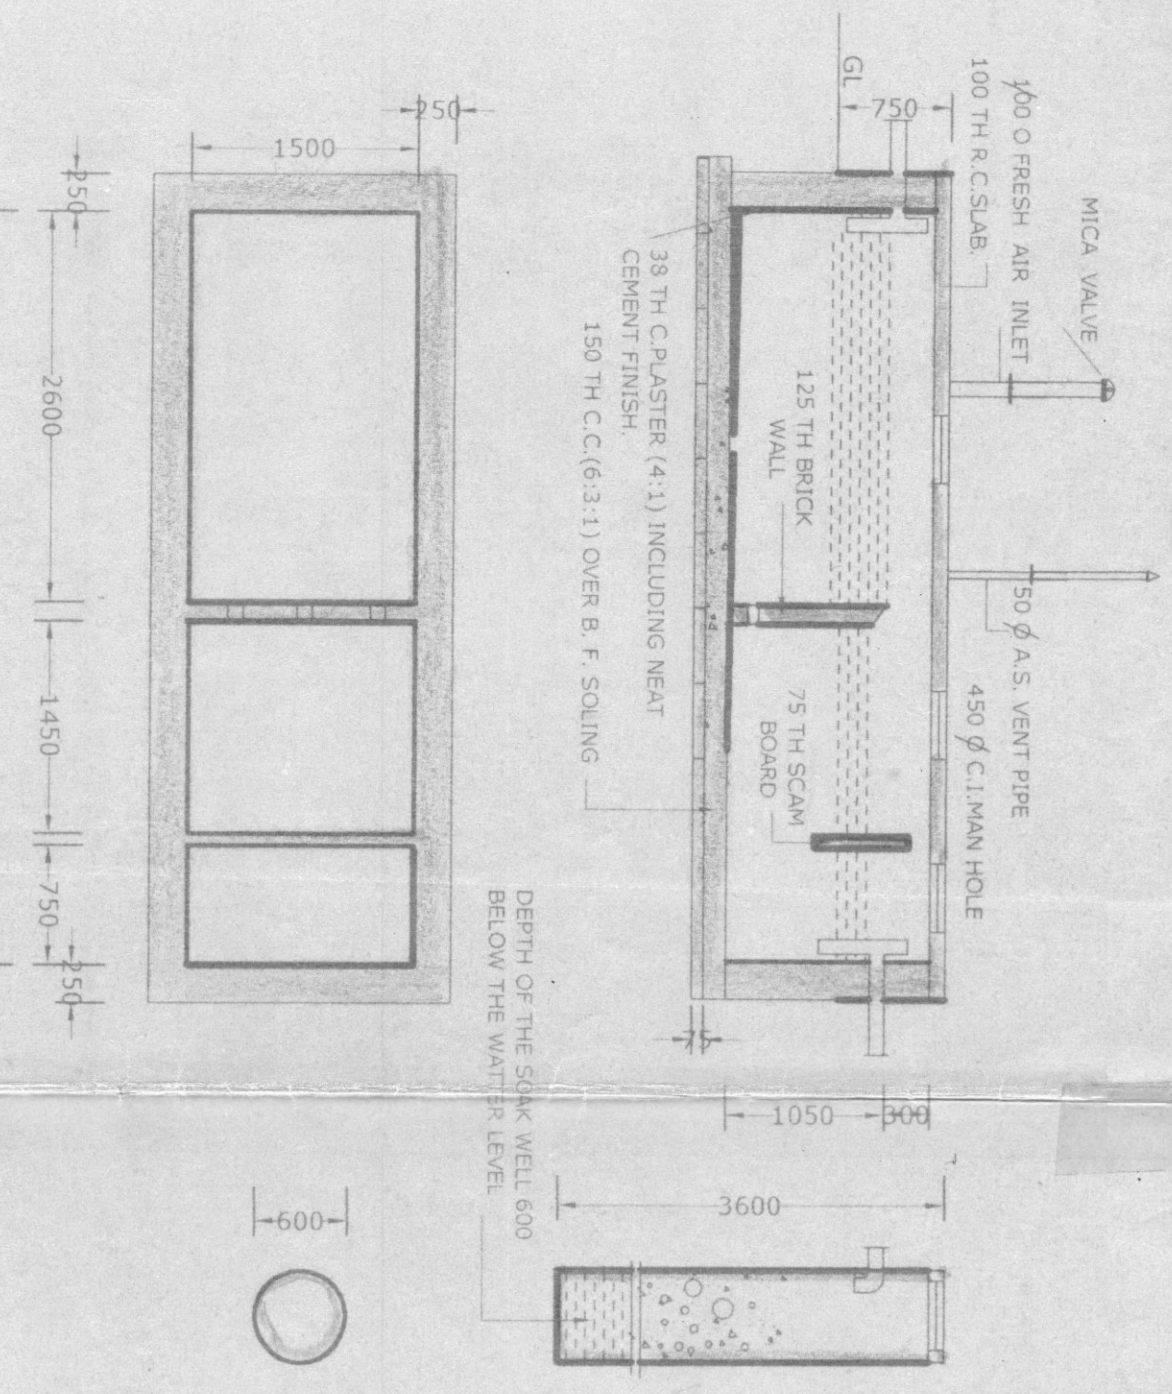 MICA VALVE
100 O FRESH AIR INLET
100 TH R.C.SLAB.
50 Ø A.S. VENT PIPE
450 Ø C.I.MAN HOLE
GL
750
125 TH BRICK
WALL
75 TH SCAM
BOARD
38 TH C.PLASTER (4:1) INCLUDING NEAT
CEMENT FINISH.
150 TH C.C.(6:3:1) OVER B. F. SOLING
75
1050
300
250
1500
250
2600
1450
750
250
DEPTH OF THE SOAK WELL 600
BELOW THE WATTER LEVEL
3600
600